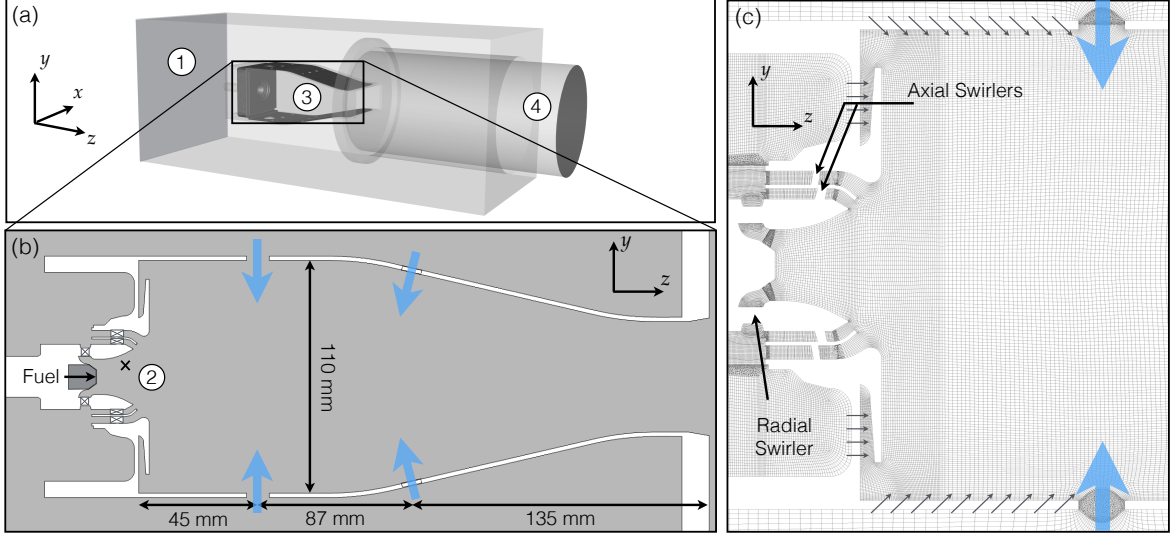 (a)
1
y
x
z
3
4
(b)
y
z
Fuel
2
110 mm
45 mm
87 mm
135 mm
(c)
y
z
Axial Swirlers
Radial
Swirler